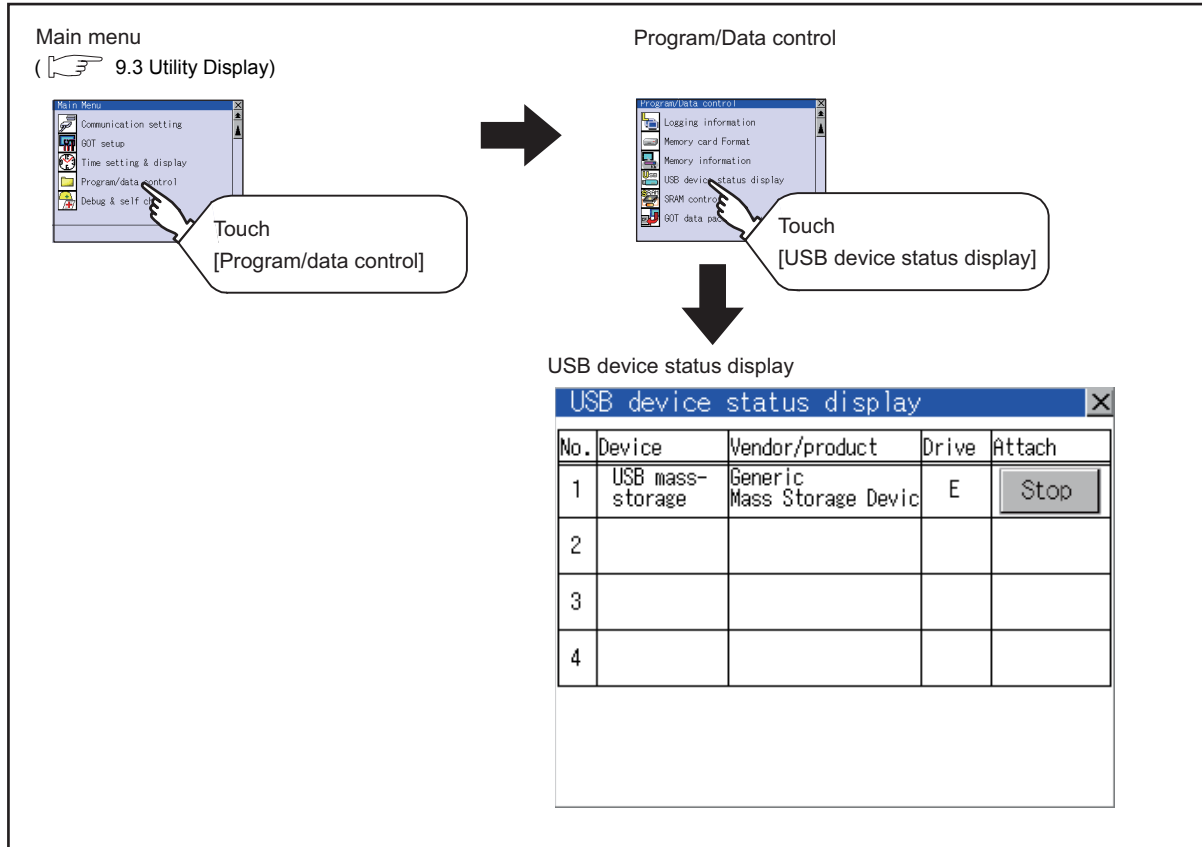 Main menu
( 9.3 Utility Display)
Main Menu
Communication setting
GOT setup
Time setting & display
Program/data control
Debug & self ch
Touch
[Program/data control]
Program/Data control
Program/Data control
Logging information
Memory card Format
Memory information
USB device status display
SRAM contro
GOT data pac
Touch
[USB device status display]
USB device status display
USB device status display
No. Device Vendor/product Drive Attach
1 USB mass- Generic E Stop
storage Mass Storage Devic
2
3
4